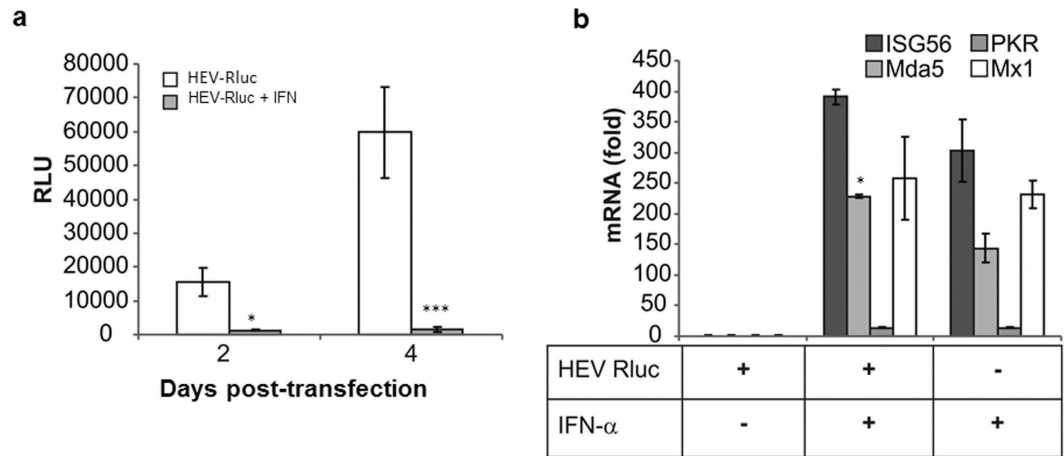 a
80000
70000
60000
50000
40000
30000
20000
10000
0
RLU
HEV-Rluc
HEV-Rluc + IFN
*
***
2 4
Days post-transfection
b
ISG56 PKR
Mda5 Mx1
450
400
350
300
250
200
150
100
50
0
mRNA (fold)
*
HEV Rluc + + -
IFN-α - + +